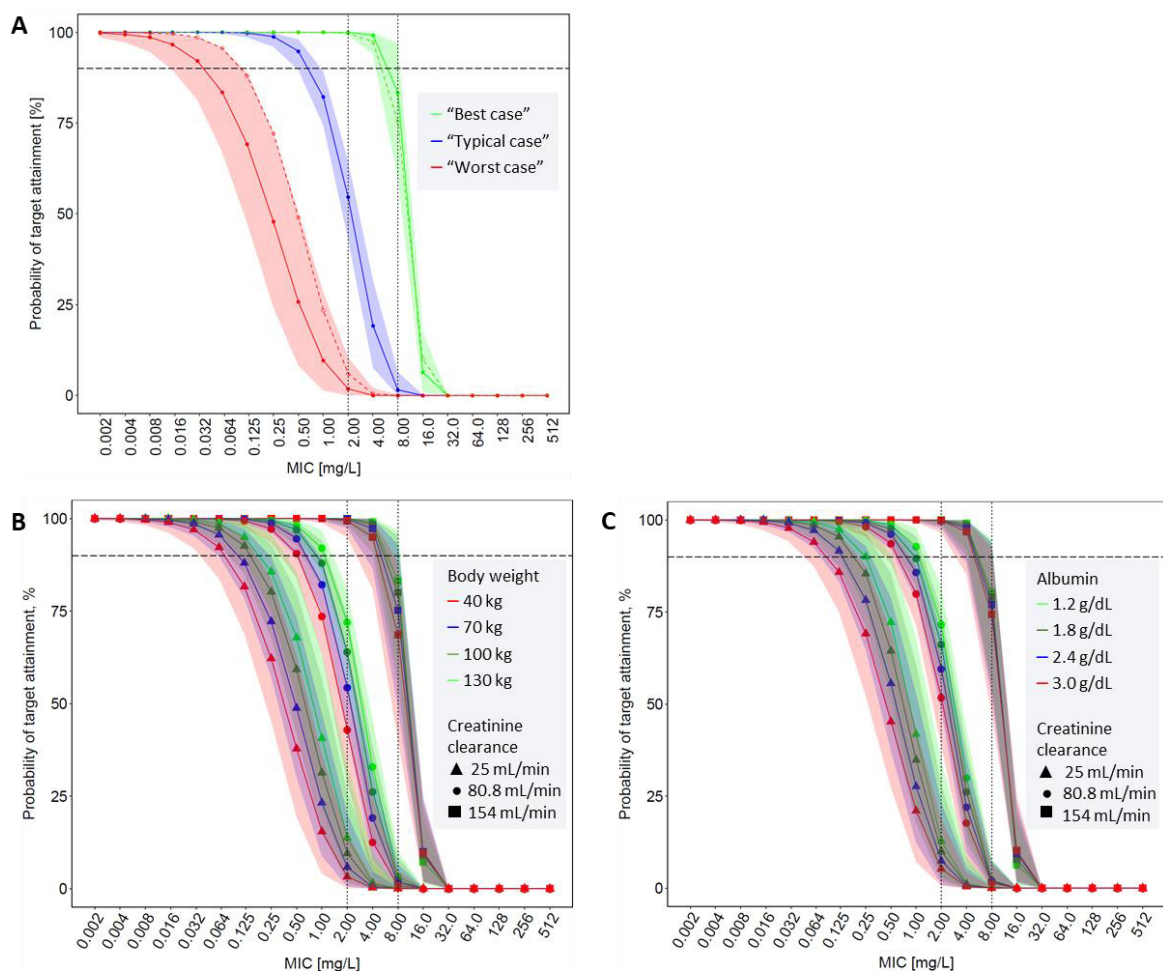 A
Probability of target attainment [%]
100
75
50
25
0
"Best case"
"Typical case"
"Worst case"
0.002
0.004
0.008
0.016
0.032
0.064
0.125
0.25
0.50
1.00
2.00
4.00
8.00
16.0
32.0
64.0
128
256
512
MIC [mg/L]
B
Probability of target attainment, %
100
75
50
25
0
Body weight
40 kg
70 kg
100 kg
130 kg
Creatinine
clearance
25 mL/min
80.8 mL/min
154 mL/min
0.002
0.004
0.008
0.016
0.032
0.064
0.125
0.25
0.50
1.00
2.00
4.00
8.00
16.0
32.0
64.0
128
256
512
MIC [mg/L]
C
Probability of target attainment, %
100
75
50
25
0
Albumin
1.2 g/dL
1.8 g/dL
2.4 g/dL
3.0 g/dL
Creatinine
clearance
25 mL/min
80.8 mL/min
154 mL/min
0.002
0.004
0.008
0.016
0.032
0.064
0.125
0.25
0.50
1.00
2.00
4.00
8.00
16.0
32.0
64.0
128
256
512
MIC [mg/L]